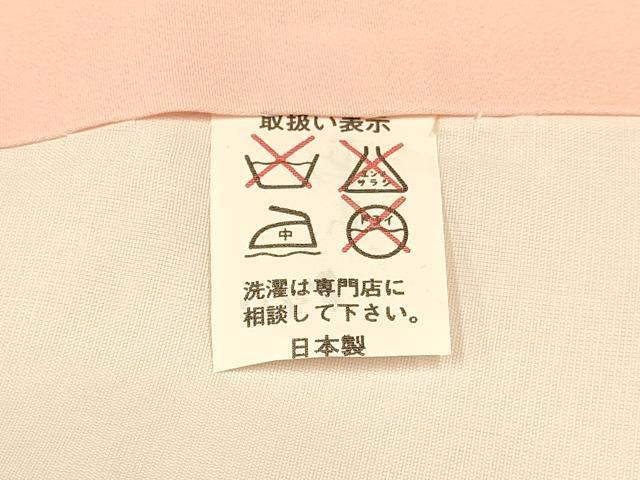 取扱い表示
エンソ
サラシ
中
ドライ
洗濯は専門店に
相談して下さい。
日本製